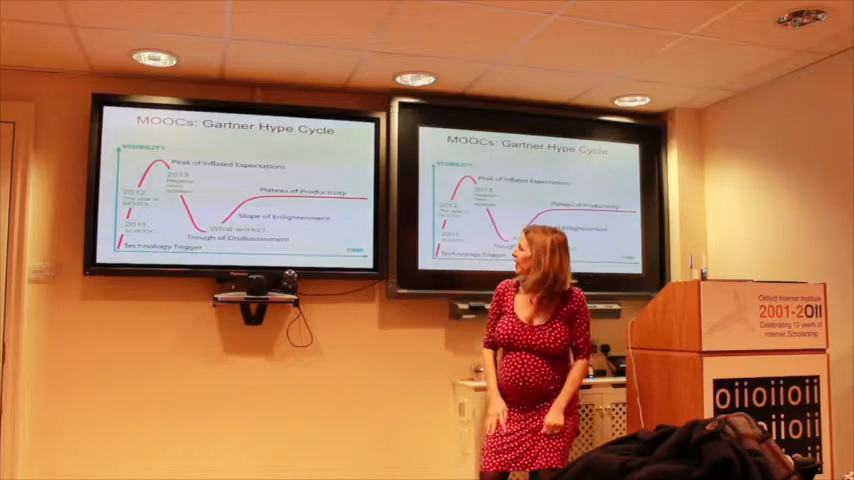 MOOCs: Gartner Hype Cycle
VISIBILITY
Peak of Inflated Expectations
2013
Negative
2012
The year of
MOOCs
Plateau of Productivity
2011
Slope of Enlightenment
What works?
Trough of Disillusionment
Technology Trigger
TIME
MOOCs: Gartner Hype Cycle
VISIBILITY
Peak of Inflated Expectations
2013
2012
Plateau of Productivity
2011
Technology Trigger
Oxford Internet Institute
2001-2OII
Celebrating 10 years of
Internet Scholarship
oiioiioii